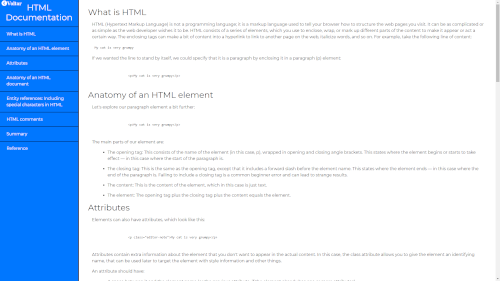 Volkar
HTML
Documentation
What is HTML
Anatomy of an HTML element
Attributes
Anatomy of an HTML
document
Entity references: Including
special characters in HTML
HTML comments
Summary
Reference
What is HTML
HTML (Hypertext Markup Language) is not a programming language; it is a markup language used to tell your browser how to structure the web pages you visit. It can be as complicated or
as simple as the web developer wishes it to be. HTML consists of a series of elements, which you use to enclose, wrap, or mark up different parts of the content to make it appear or act a
certain way. The enclosing tags can make a bit of content into a hyperlink to link to another page on the web, italicize words, and so on. For example, take the following line of content:
My cat is very grumpy
If we wanted this line to stand by itself, we could specify that it is a paragraph by enclosing it in a paragraph (p) element:
<p>My cat is very grumpy</p>
Anatomy of an HTML element
Let's explore our paragraph element a bit further:
<p>My cat is very grumpy</p>
The main parts of our element are:
The opening tag: This consists of the name of the element (in this case p), wrapped in opening and closing angle brackets. This states where the element begins or starts to take
effect — in this case where the start of the paragraph is.
The closing tag: This is the same as the opening tag, except that it includes a forward slash before the element name. This states where the element ends — in this case where the
end of the paragraph is. Failing to include a closing tag is a common beginner error and can lead to strange results.
The content: This is the content of the element, which in this case is just text.
The element: The opening tag plus the closing tag plus the content equals the element.
Attributes
Elements can also have attributes, which look like this:
<p class="editor-note">My cat is very grumpy</p>
Attributes contain extra information about the element that you don't want to appear in the actual content. In this case, the class attribute allows you to give the element an identifying
name, that can be used later to target the element with style information and other things.
An attribute should have: